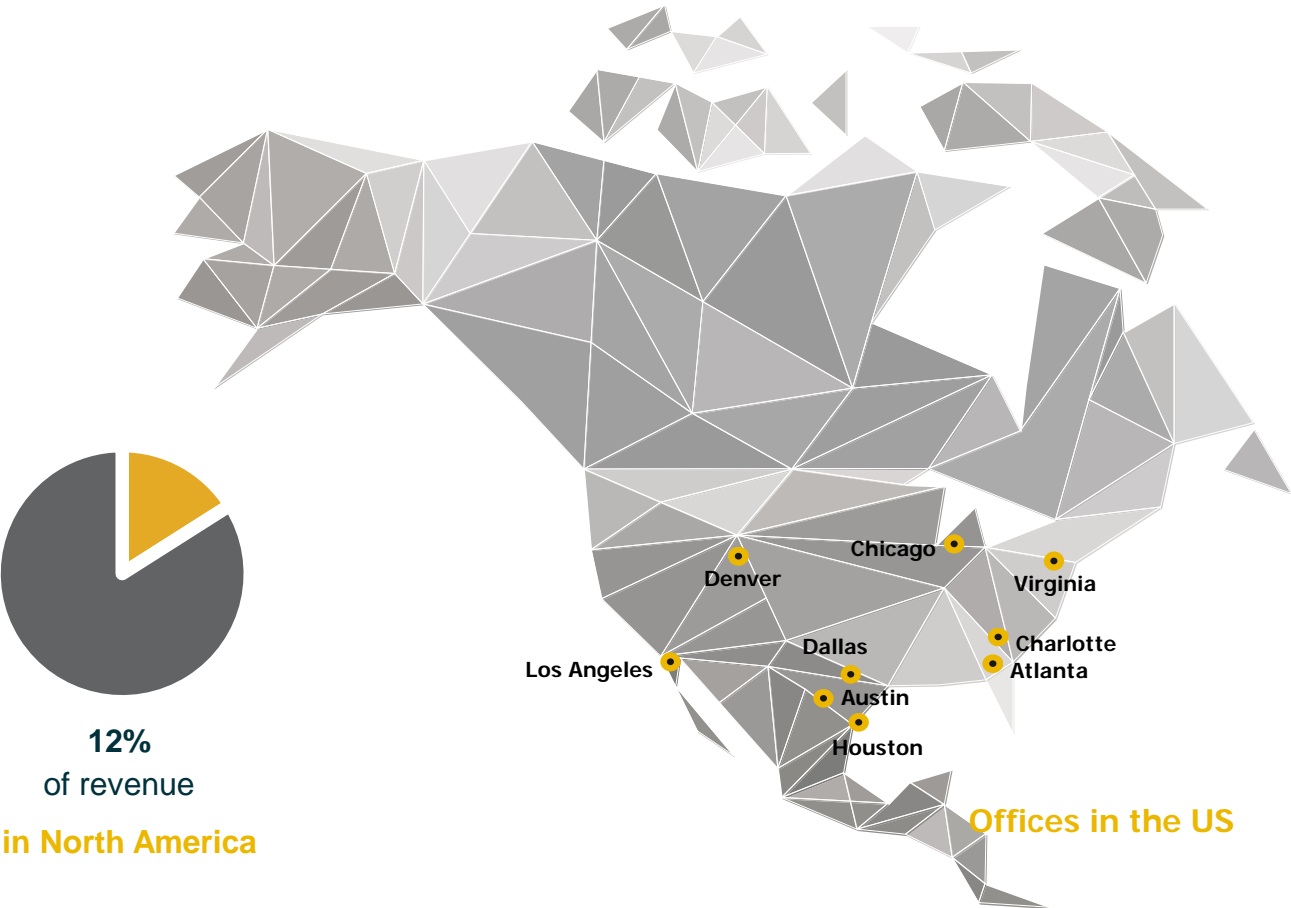 Chicago
Denver
Virginia
Dallas
Charlotte
Los Angeles
Atlanta
Austin
Houston
12%
of revenue
in North America
Offices in the US